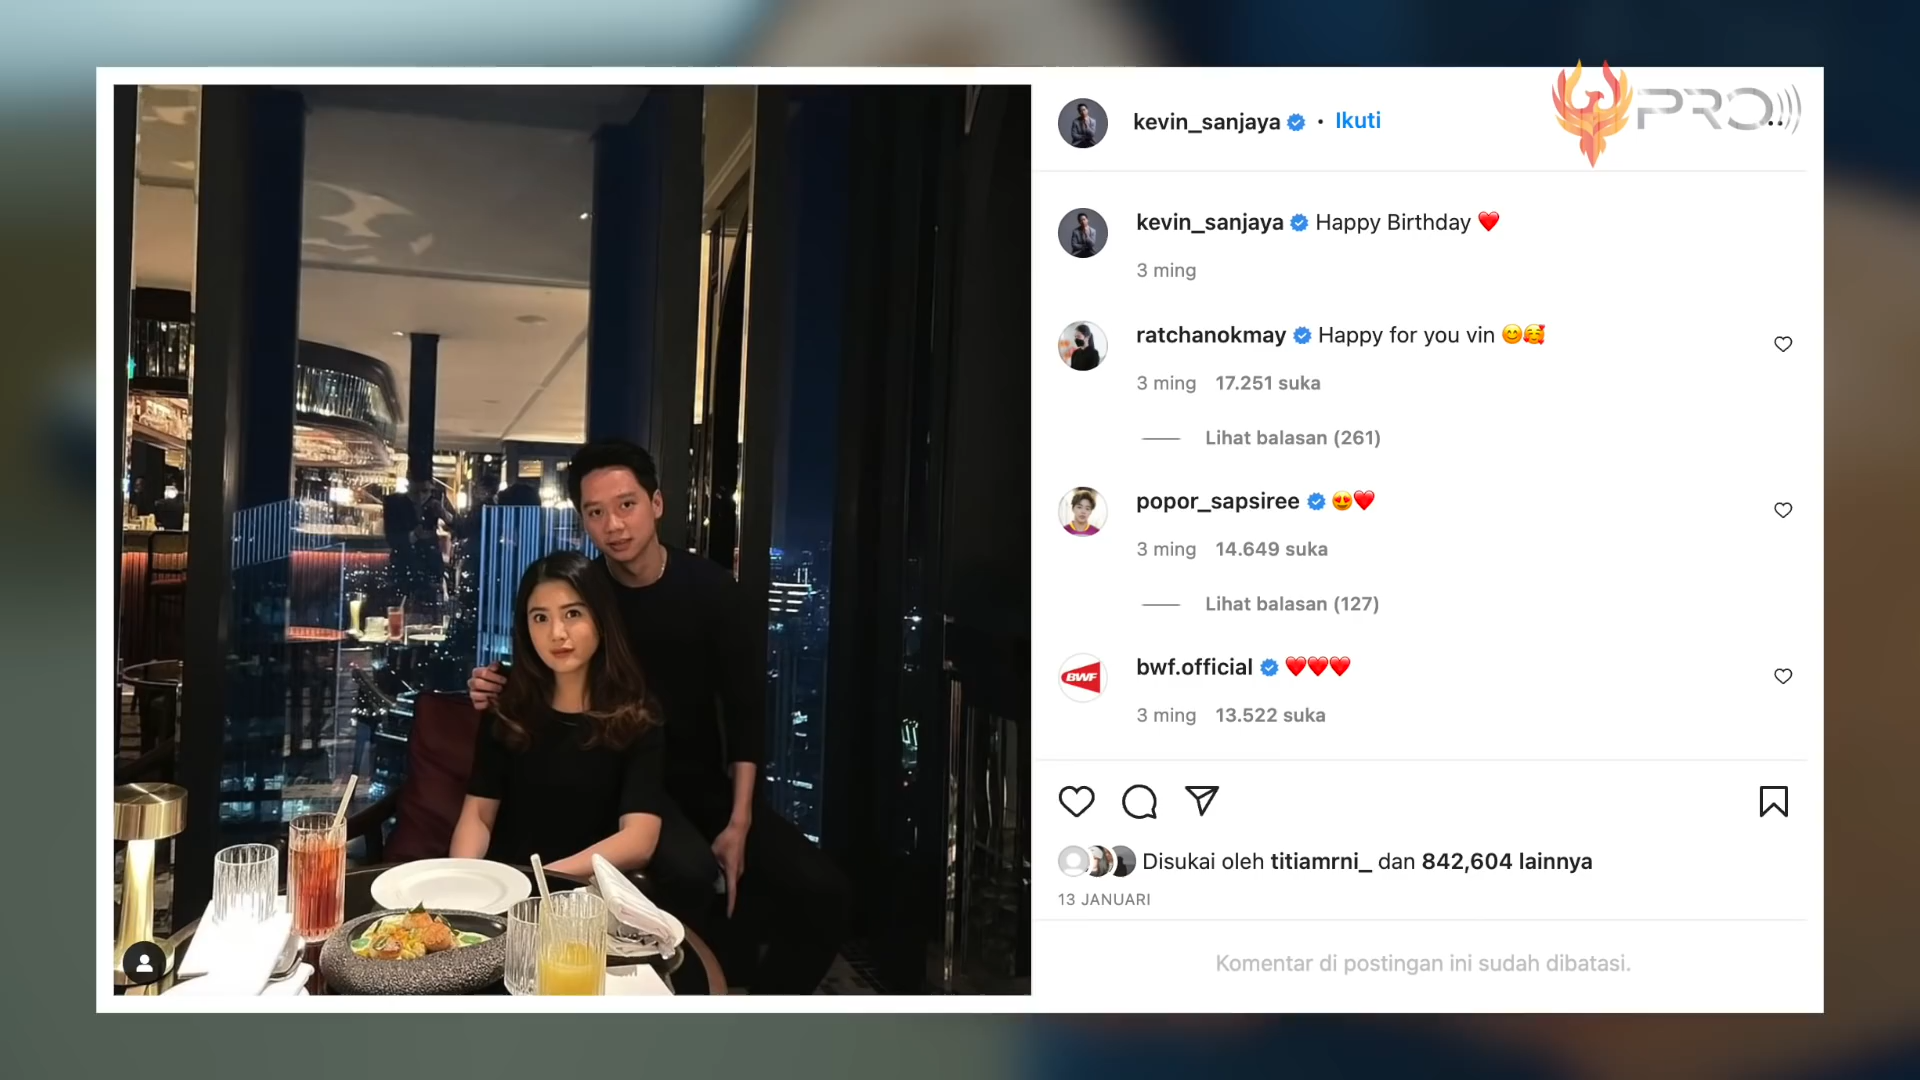 PRO
kevin_sanjaya • Ikuti
kevin_sanjaya Happy Birthday ❤️
3 ming
ratchanokmay Happy for you vin 😊🥰
3 ming 17.251 suka
Lihat balasan (261)
popor_sapsiree 😍❤️
3 ming 14.649 suka
Lihat balasan (127)
BWF
bwf.official ❤️❤️❤️
3 ming 13.522 suka
Disukai oleh titiamrni_ dan 842,604 lainnya
13 JANUARI
Komentar di postingan ini sudah dibatasi.